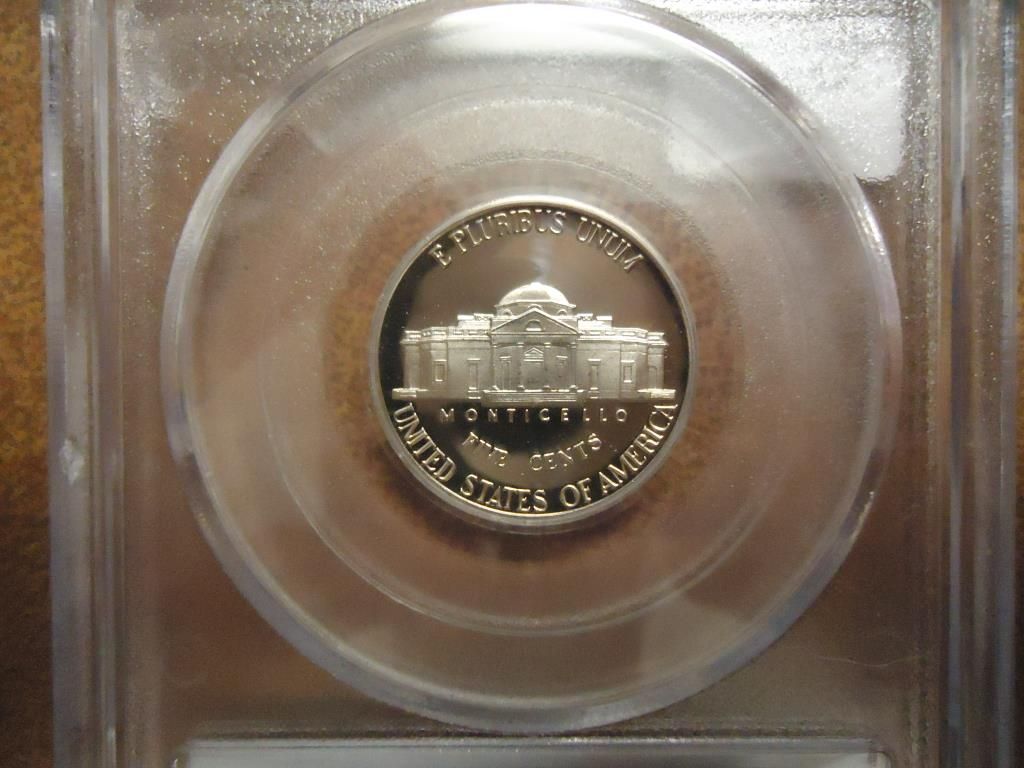 E PLURIBUS UNUM
MONTICELLO
FIVE CENTS
UNITED STATES OF AMERICA